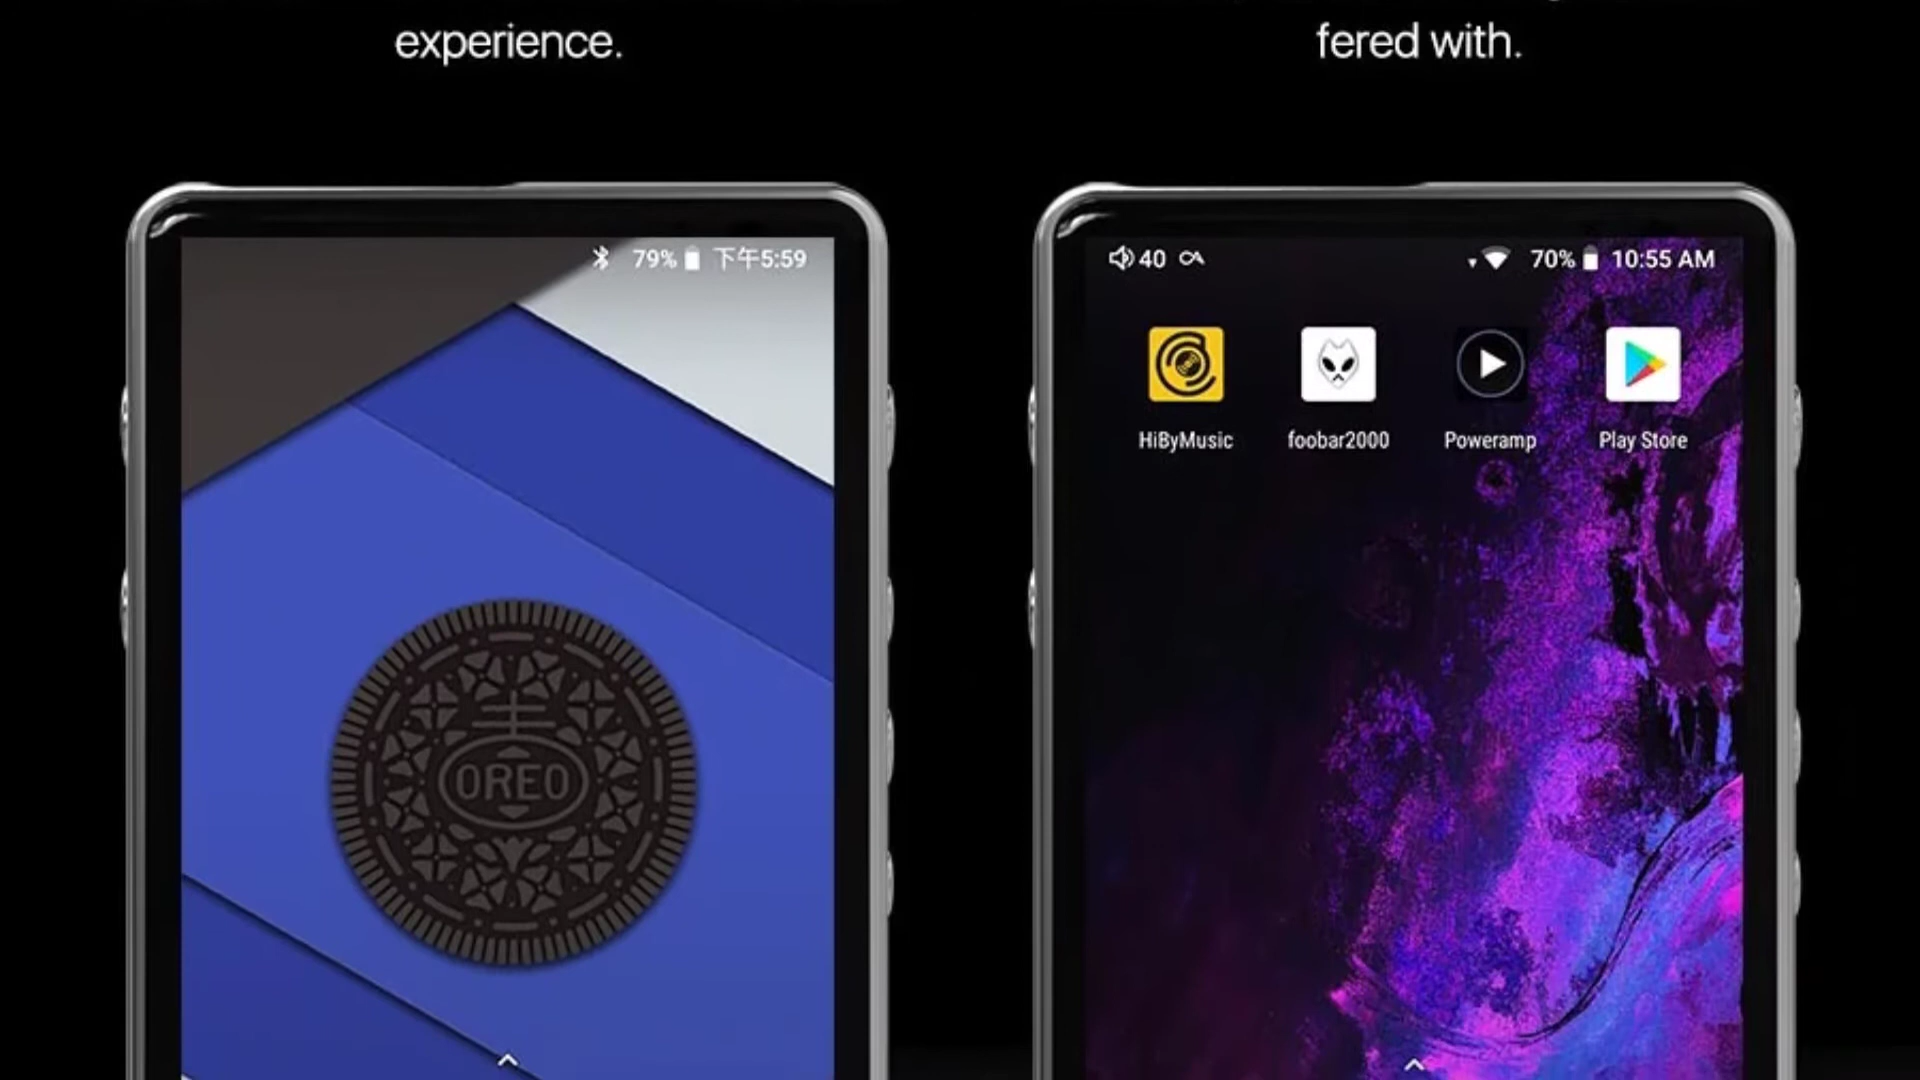 experience.
fered with.
79% 下午5:59
OREO
40
70% 10:55 AM
HiByMusic foobar2000 Poweramp Play Store